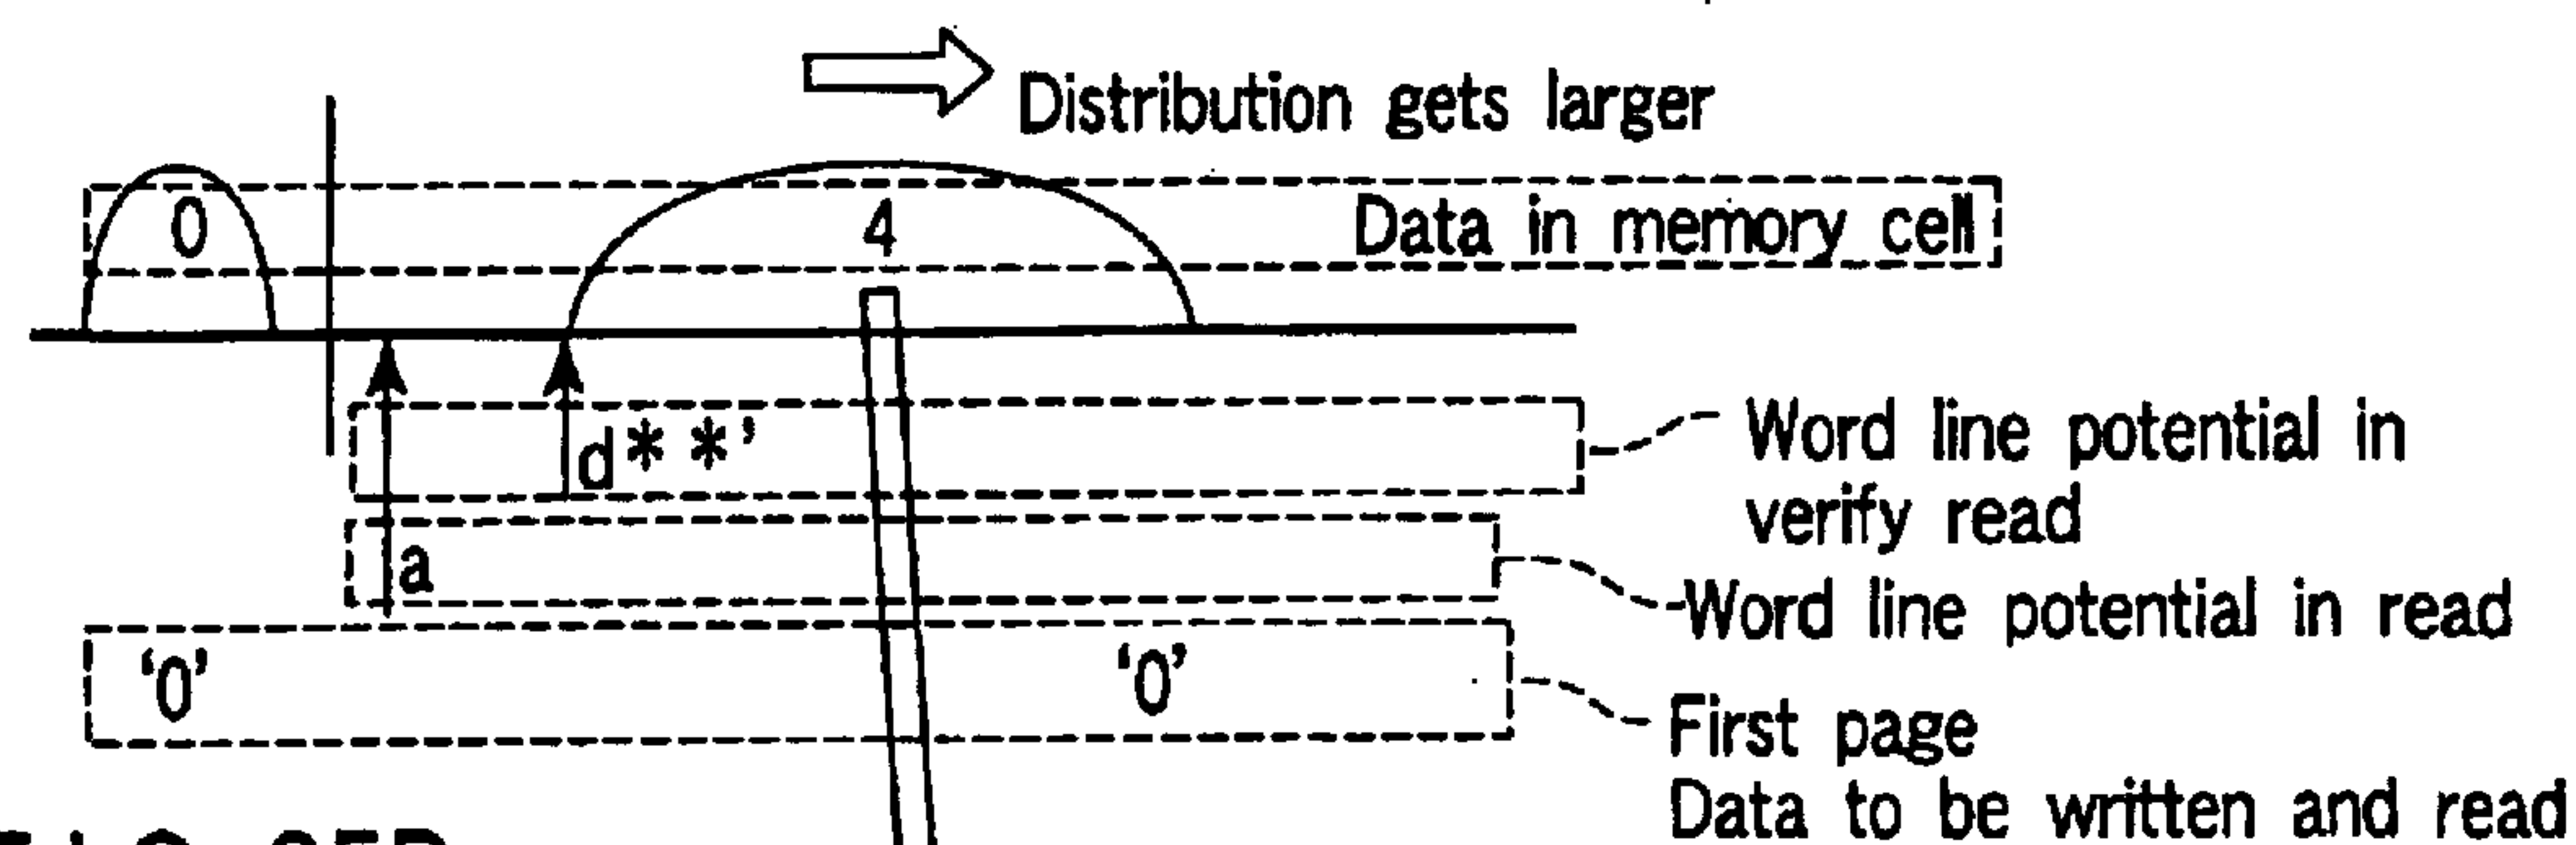 Distribution gets larger
0 4 Data in memory cell
d**’ Word line potential in
verify read
a
Word line potential in read
‘0’ ‘0’
First page
Data to be written and read